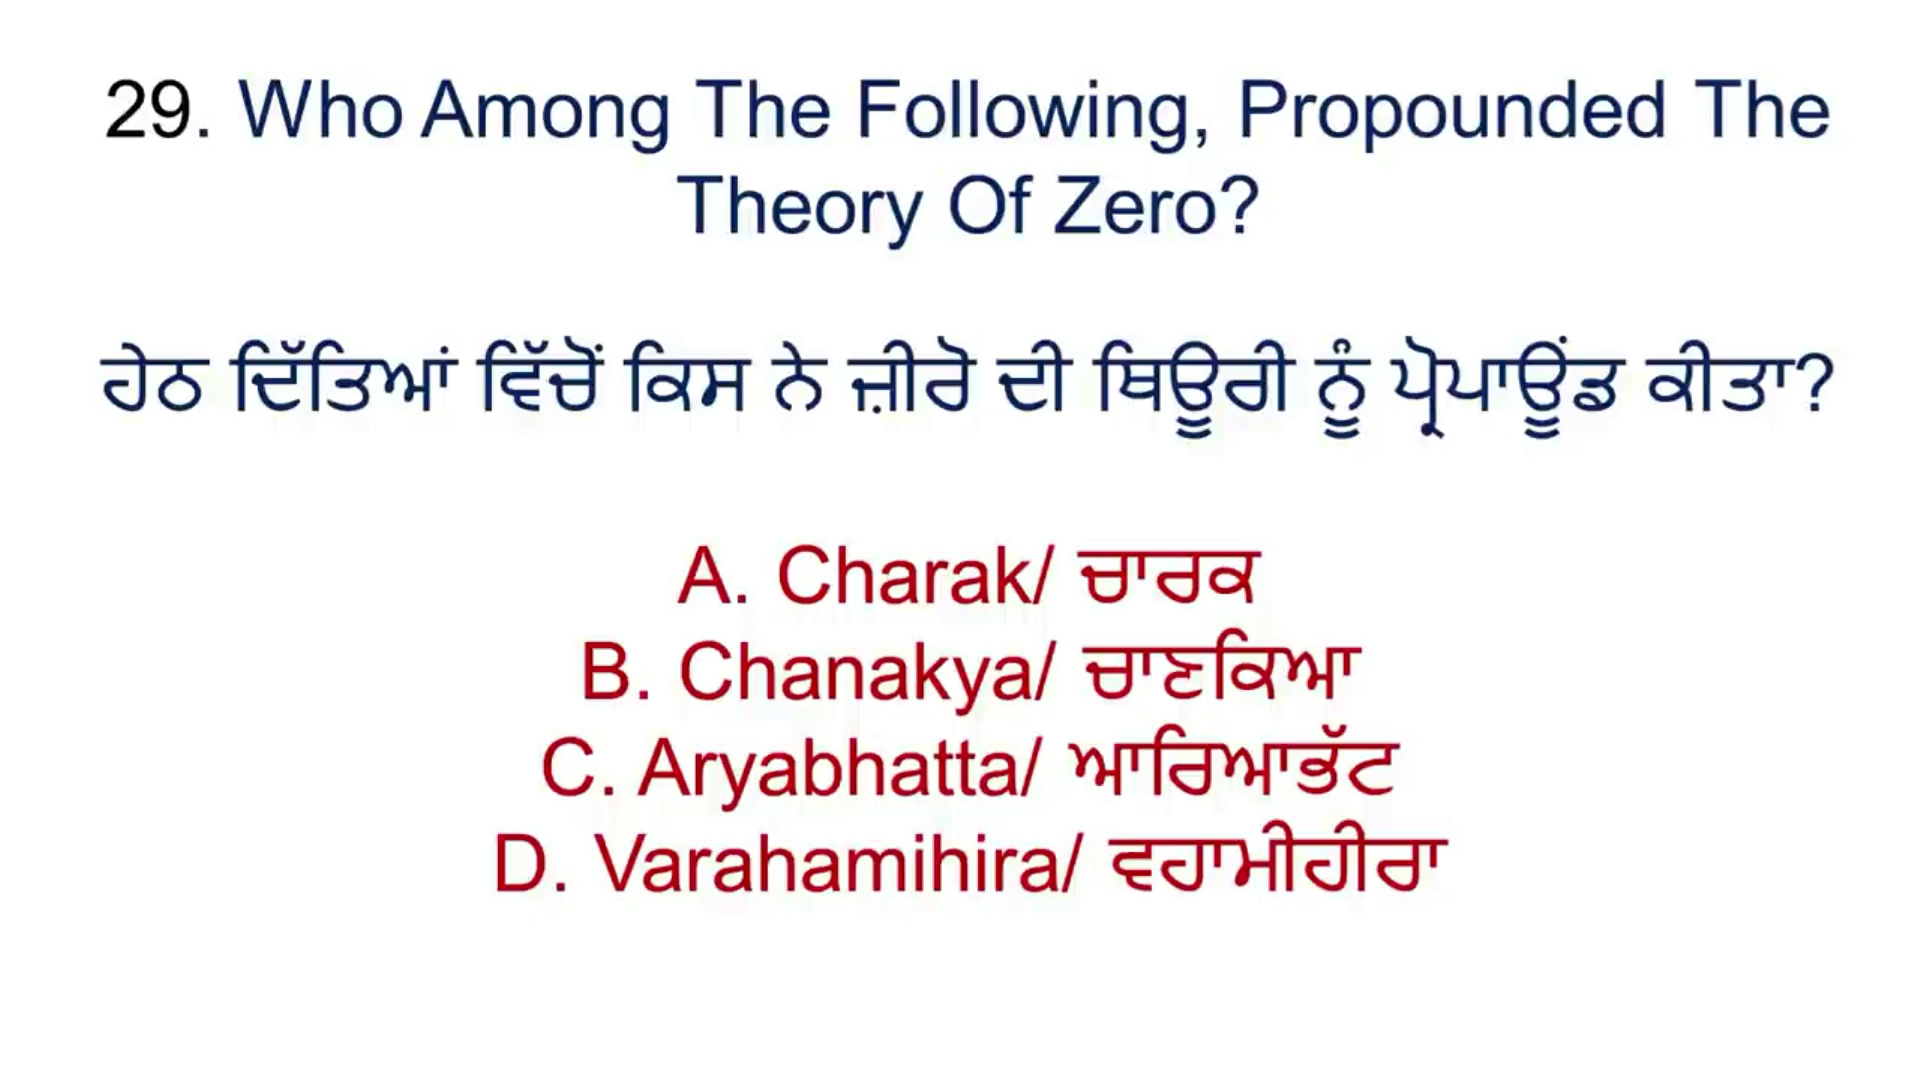 29. Who Among The Following, Propounded The
Theory Of Zero?
ਹੇਠ ਦਿੱਤਿਆਂ ਵਿੱਚੋਂ ਕਿਸ ਨੇ ਜ਼ੀਰੋ ਦੀ ਥਿਊਰੀ ਨੂੰ ਪ੍ਰੋਪਾਊਂਡ ਕੀਤਾ?
A. Charak/ ਚਾਰਕ
B. Chanakya/ ਚਾਣਕਿਆ
C. Aryabhatta/ ਆਰਿਆਭੱਟ
D. Varahamihira/ ਵਹਾਮੀਹੀਰਾ